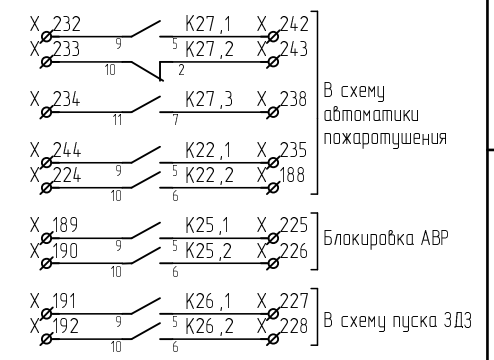 X 232 K27,1 X 242
9 5
X 233 K27,2 X 243
10 2
X 234 K27,3 X 238
11 7
В схему
автоматики
пожаротушения
X 244 K22,1 X 235
9 5
X 224 K22,2 X 188
10 6
X 189 K25,1 X 225
9 5
Блокировка АВР
X 190 K25,2 X 226
10 6
X 191 K26,1 X 227
9 5
В схему пуска ЗДЗ
X 192 K26,2 X 228
10 6